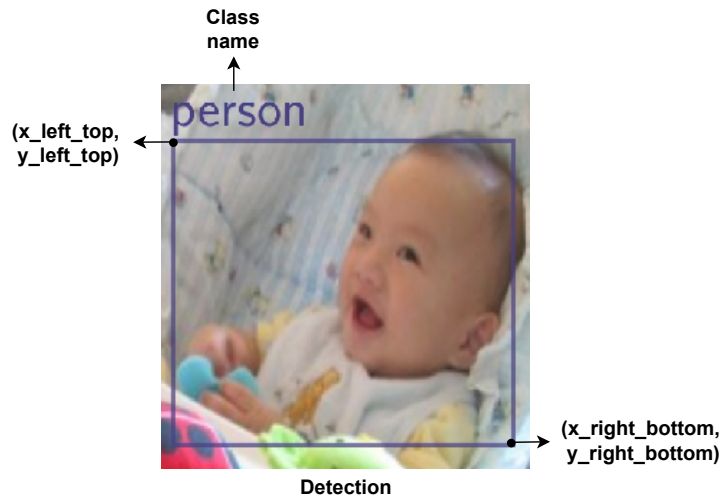 Class
name
person
(x_left_top,
y_left_top)
(x_right_bottom,
y_right_bottom)
Detection